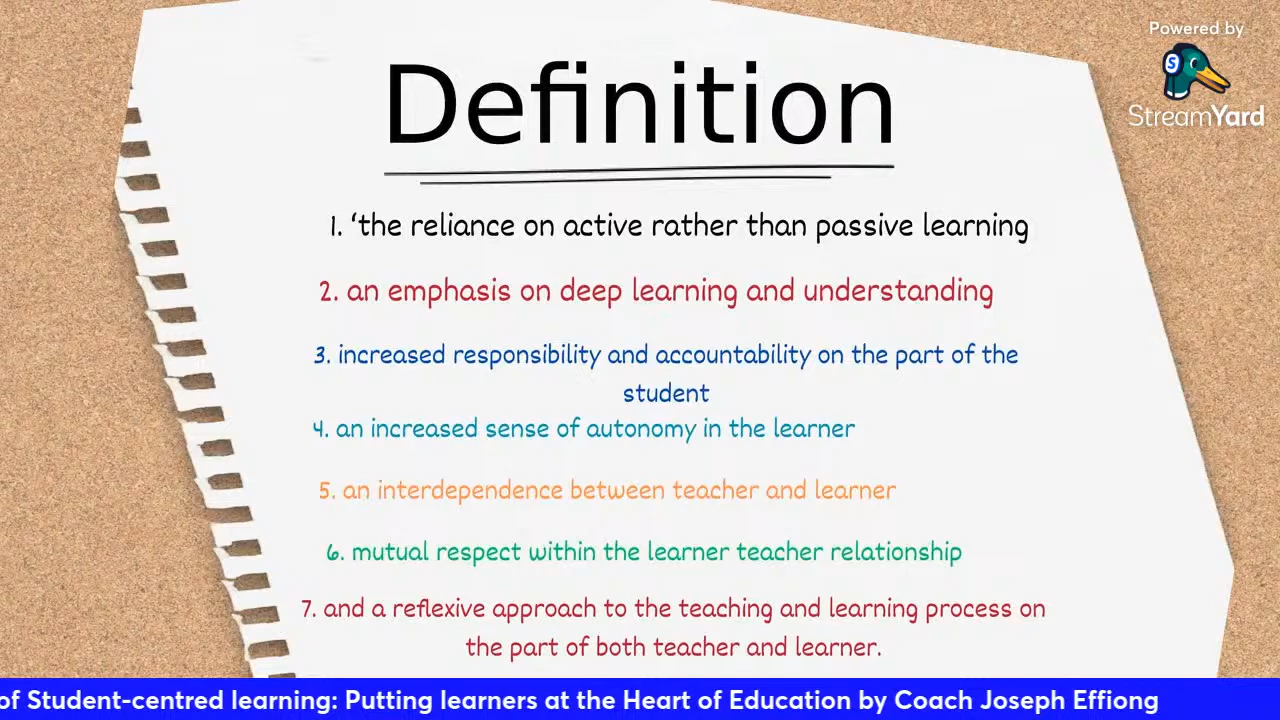 Powered by
StreamYard
Definition
1. ‘the reliance on active rather than passive learning
2. an emphasis on deep learning and understanding
3. increased responsibility and accountability on the part of the
student
4. an increased sense of autonomy in the learner
5. an interdependence between teacher and learner
6. mutual respect within the learner teacher relationship
7. and a reflexive approach to the teaching and learning process on
the part of both teacher and learner.
of Student-centred learning: Putting learners at the Heart of Education by Coach Joseph Effiong